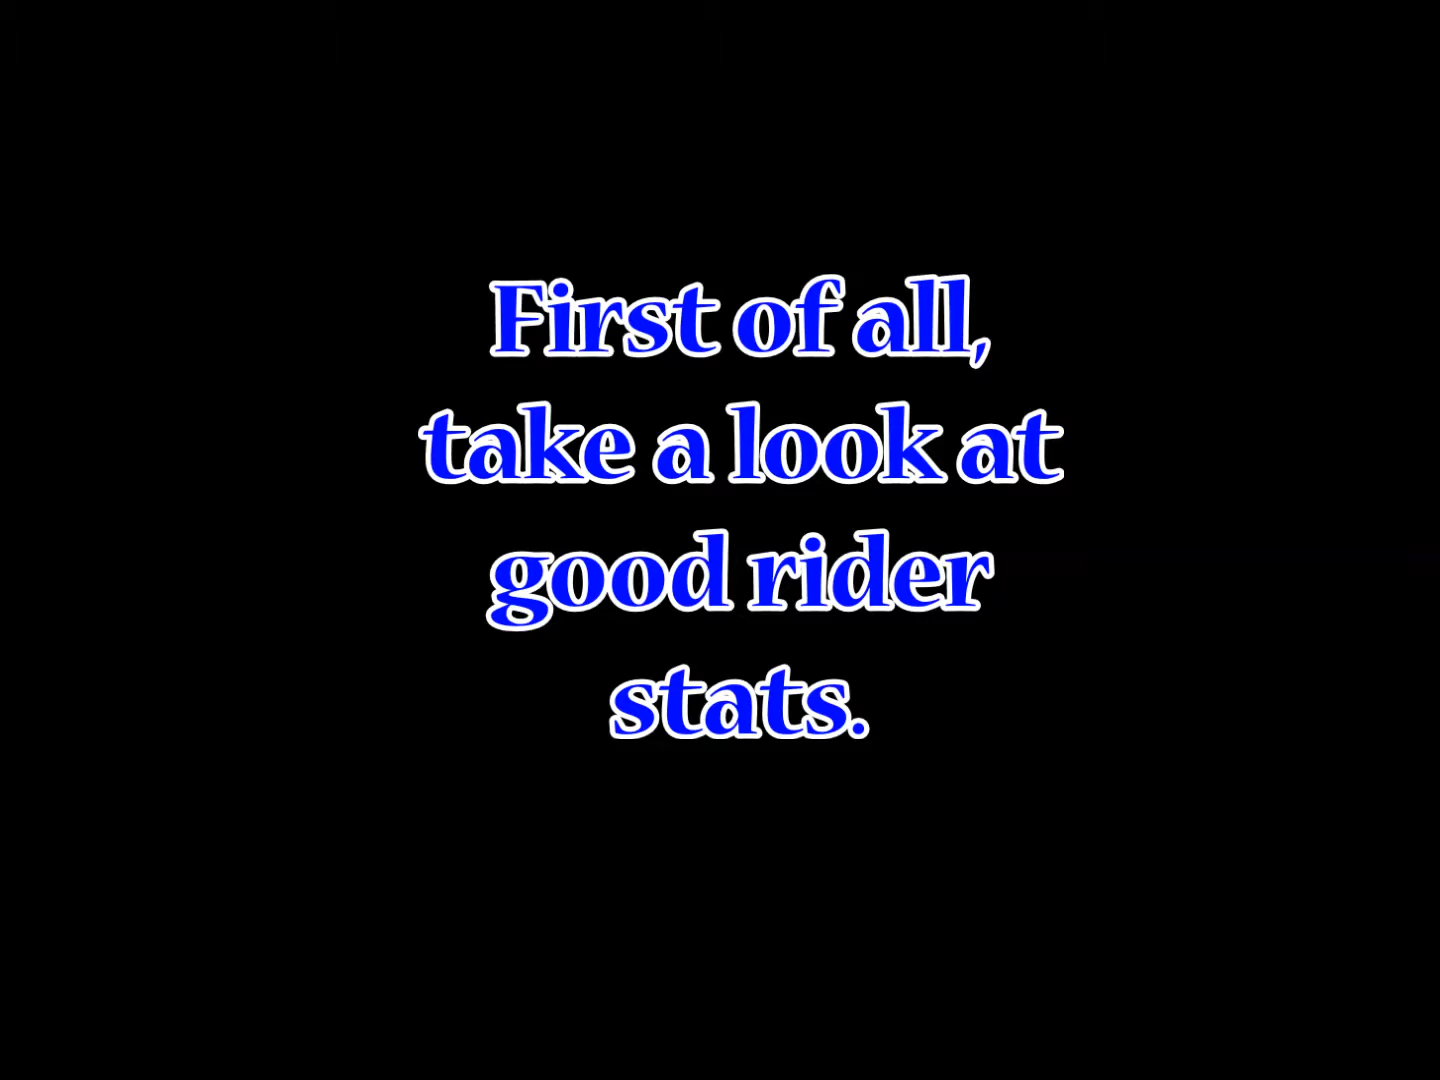 First of all,
take a look at
good rider
stats.